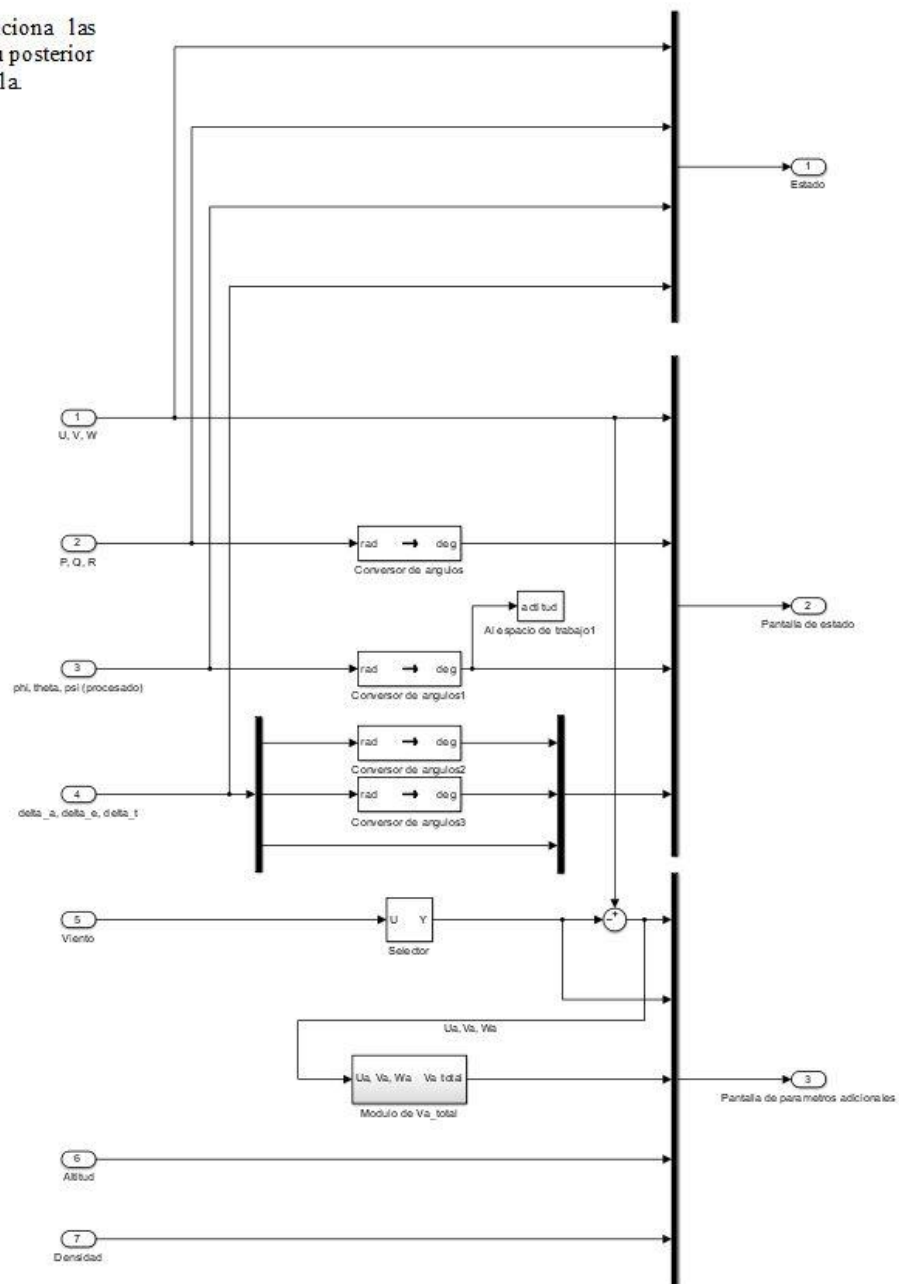 ciona las
posterior
la.
1
Estado
1
U, V, W
2
P, Q, R
rad → deg
Conversor de angulos
actitud
Al espacio de trabajo1
2
Pantalla de estado
3
phi, theta, psi (procesado)
rad → deg
Conversor de angulos1
rad → deg
Conversor de angulos2
4
delta_a, delta_e, delta_t
rad → deg
Conversor de angulos3
5
Viento
U Y
Selector
- +
Ua, Va, Wa
Ua, Va, Wa Va total
Modulo de Va_total
3
Pantalla de parametros adicionales
6
Altitud
7
Densidad